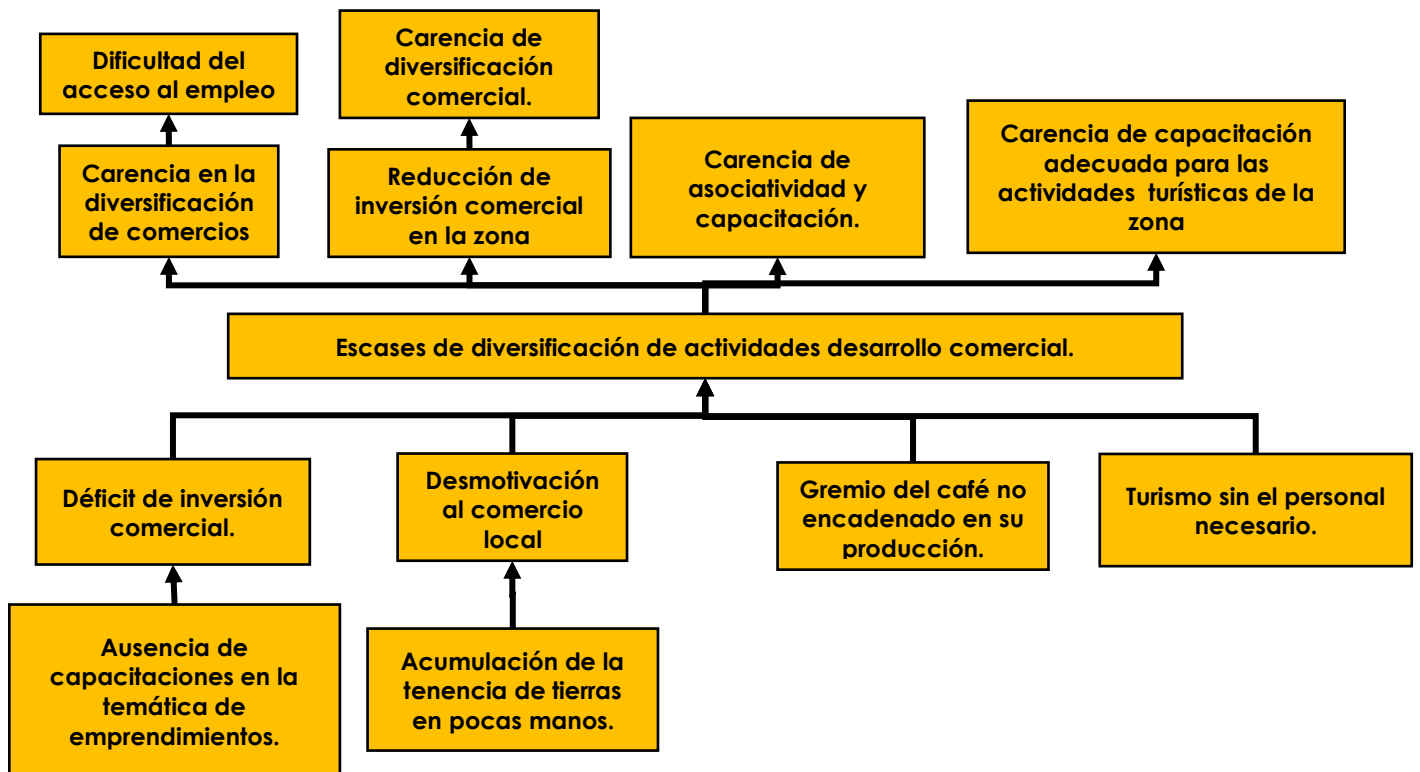 Dificultad del
acceso al empleo
Carencia de
diversificación
comercial.
Carencia en la
diversificación
de comercios
Reducción de
inversión comercial
en la zona
Carencia de
asociatividad y
capacitación.
Carencia de capacitación
adecuada para las
actividades turísticas de la
zona
Escases de diversificación de actividades desarrollo comercial.
Déficit de inversión
comercial.
Desmotivación
al comercio
local
Gremio del café no
encadenado en su
producción.
Turismo sin el personal
necesario.
Ausencia de
capacitaciones en la
temática de
emprendimientos.
Acumulación de la
tenencia de tierras
en pocas manos.